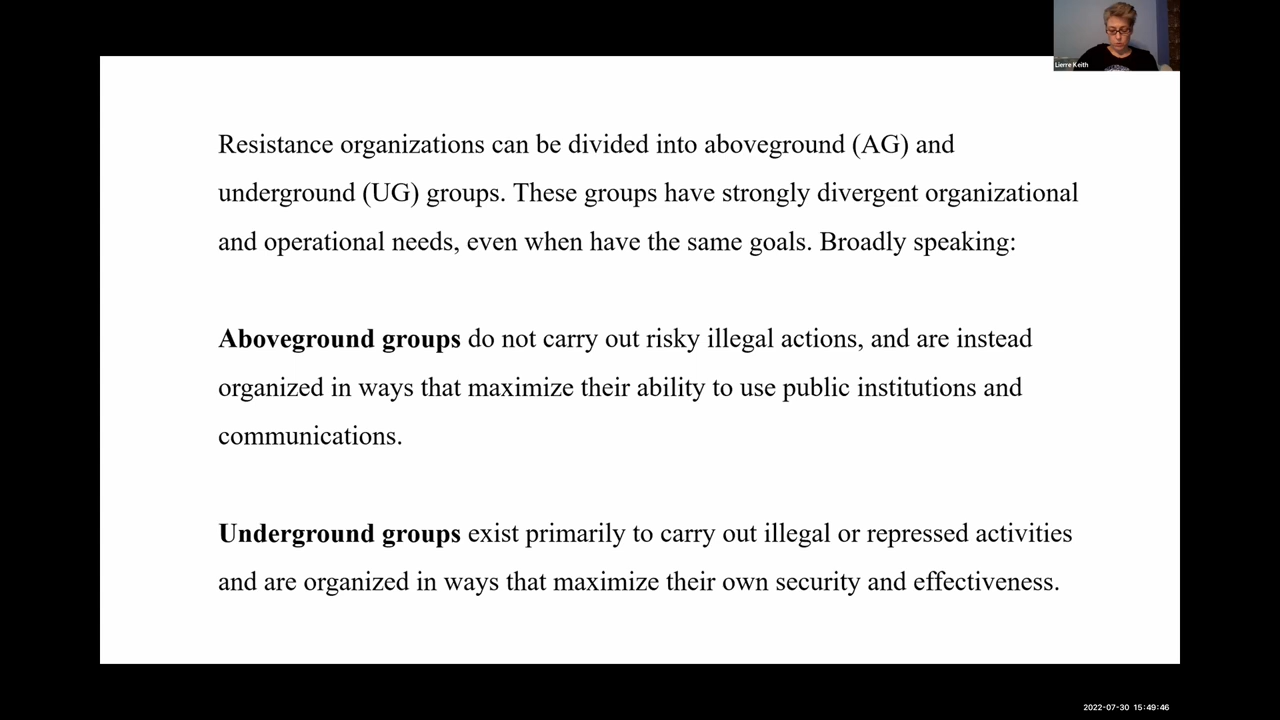 Lierre Keith
Resistance organizations can be divided into aboveground (AG) and
underground (UG) groups. These groups have strongly divergent organizational
and operational needs, even when have the same goals. Broadly speaking:
Aboveground groups do not carry out risky illegal actions, and are instead
organized in ways that maximize their ability to use public institutions and
communications.
Underground groups exist primarily to carry out illegal or repressed activities
and are organized in ways that maximize their own security and effectiveness.
2022-07-30 15:49:46